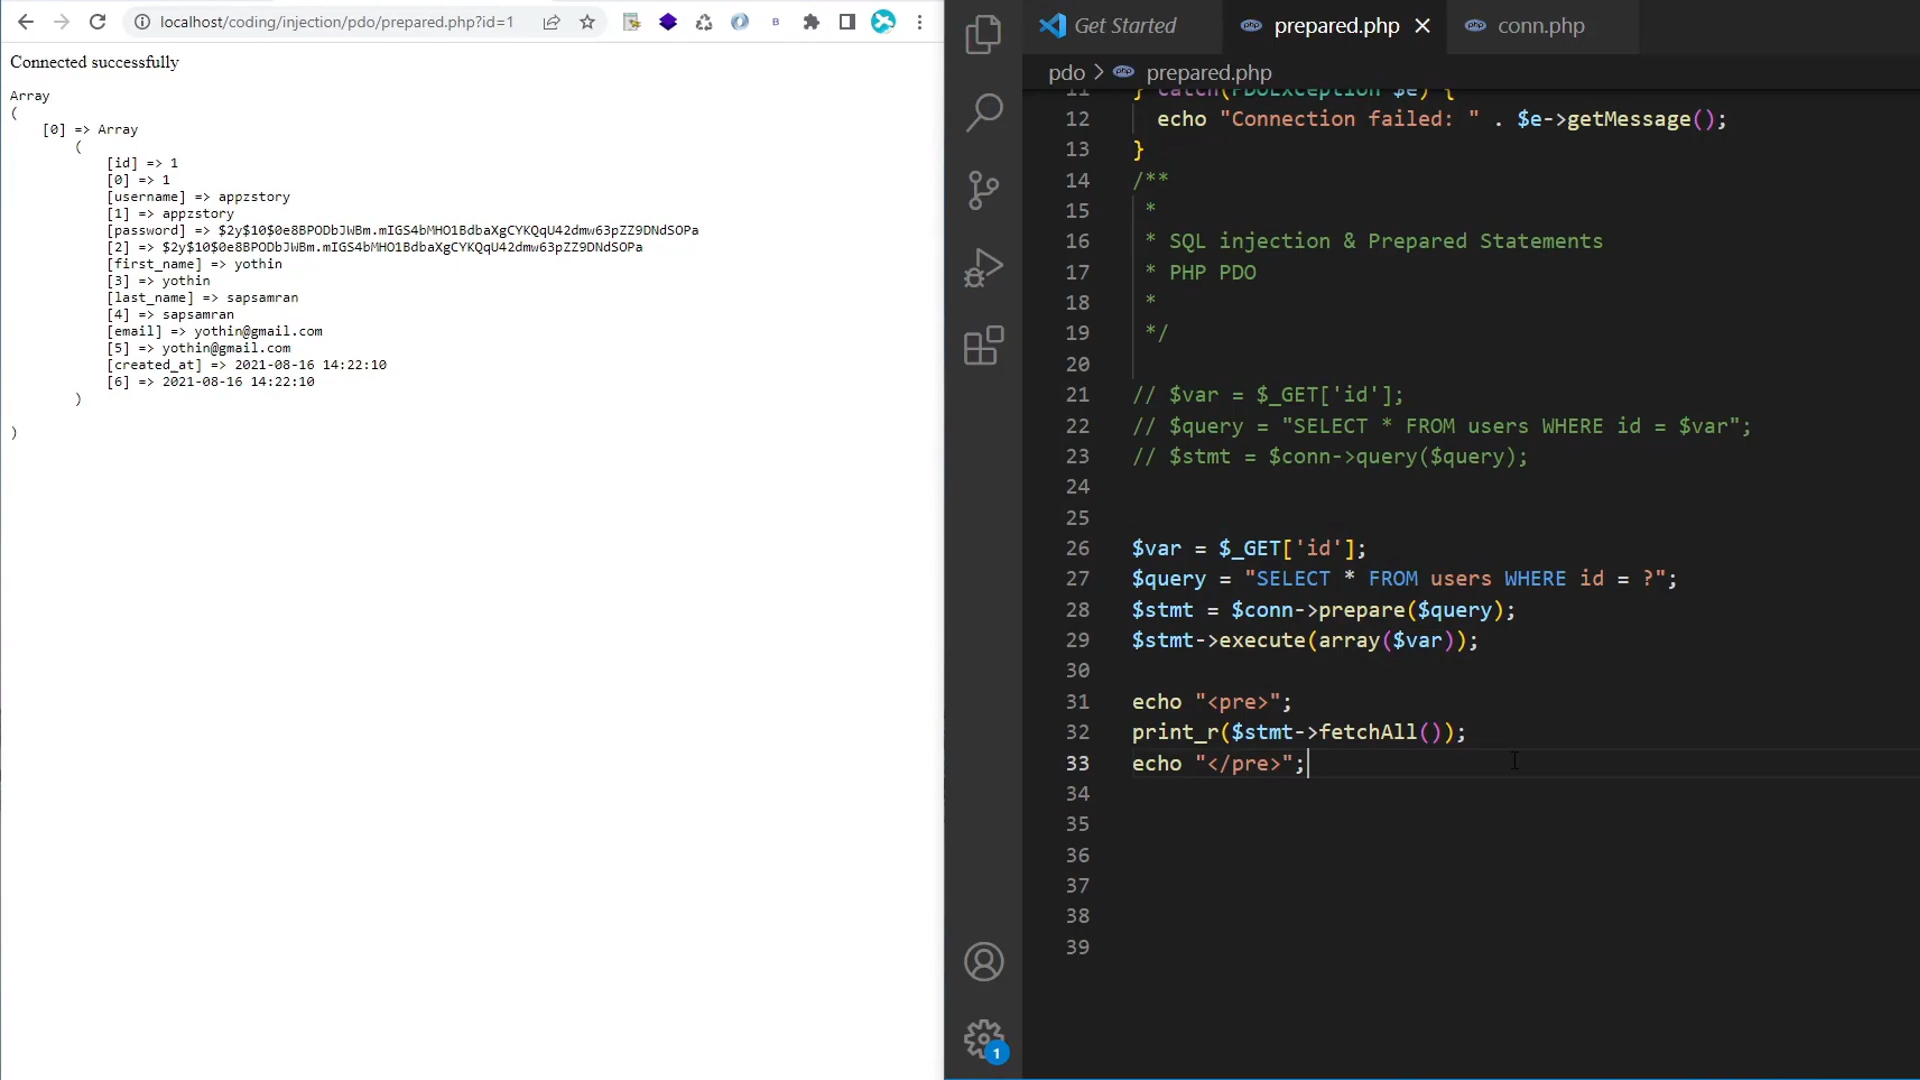 localhost/coding/injection/pdo/prepared.php?id=1
Connected successfully
Array
(
[0] => Array
(
[id] => 1
[0] => 1
[username] => appzstory
[1] => appzstory
[password] => $2y$10$0e8BPODbJWBm.mIGS4bMHO1BdbaXgCYKQqU42dmw63pZZ9DNdSOPa
[2] => $2y$10$0e8BPODbJWBm.mIGS4bMHO1BdbaXgCYKQqU42dmw63pZZ9DNdSOPa
[first_name] => yothin
[3] => yothin
[last_name] => sapsamran
[4] => sapsamran
[email] => yothin@gmail.com
[5] => yothin@gmail.com
[created_at] => 2021-08-16 14:22:10
[6] => 2021-08-16 14:22:10
)
)
Get Started
prepared.php
conn.php
pdo > prepared.php
11 } catch(PDOException $e) {
12 echo "Connection failed: " . $e->getMessage();
13 }
14 /**
15 *
16 * SQL injection & Prepared Statements
17 * PHP PDO
18 *
19 */
20
21 // $var = $_GET['id'];
22 // $query = "SELECT * FROM users WHERE id = $var";
23 // $stmt = $conn->query($query);
24
25
26 $var = $_GET['id'];
27 $query = "SELECT * FROM users WHERE id = ?";
28 $stmt = $conn->prepare($query);
29 $stmt->execute(array($var));
30
31 echo "<pre>";
32 print_r($stmt->fetchAll());
33 echo "</pre>";
34
35
36
37
38
39
1